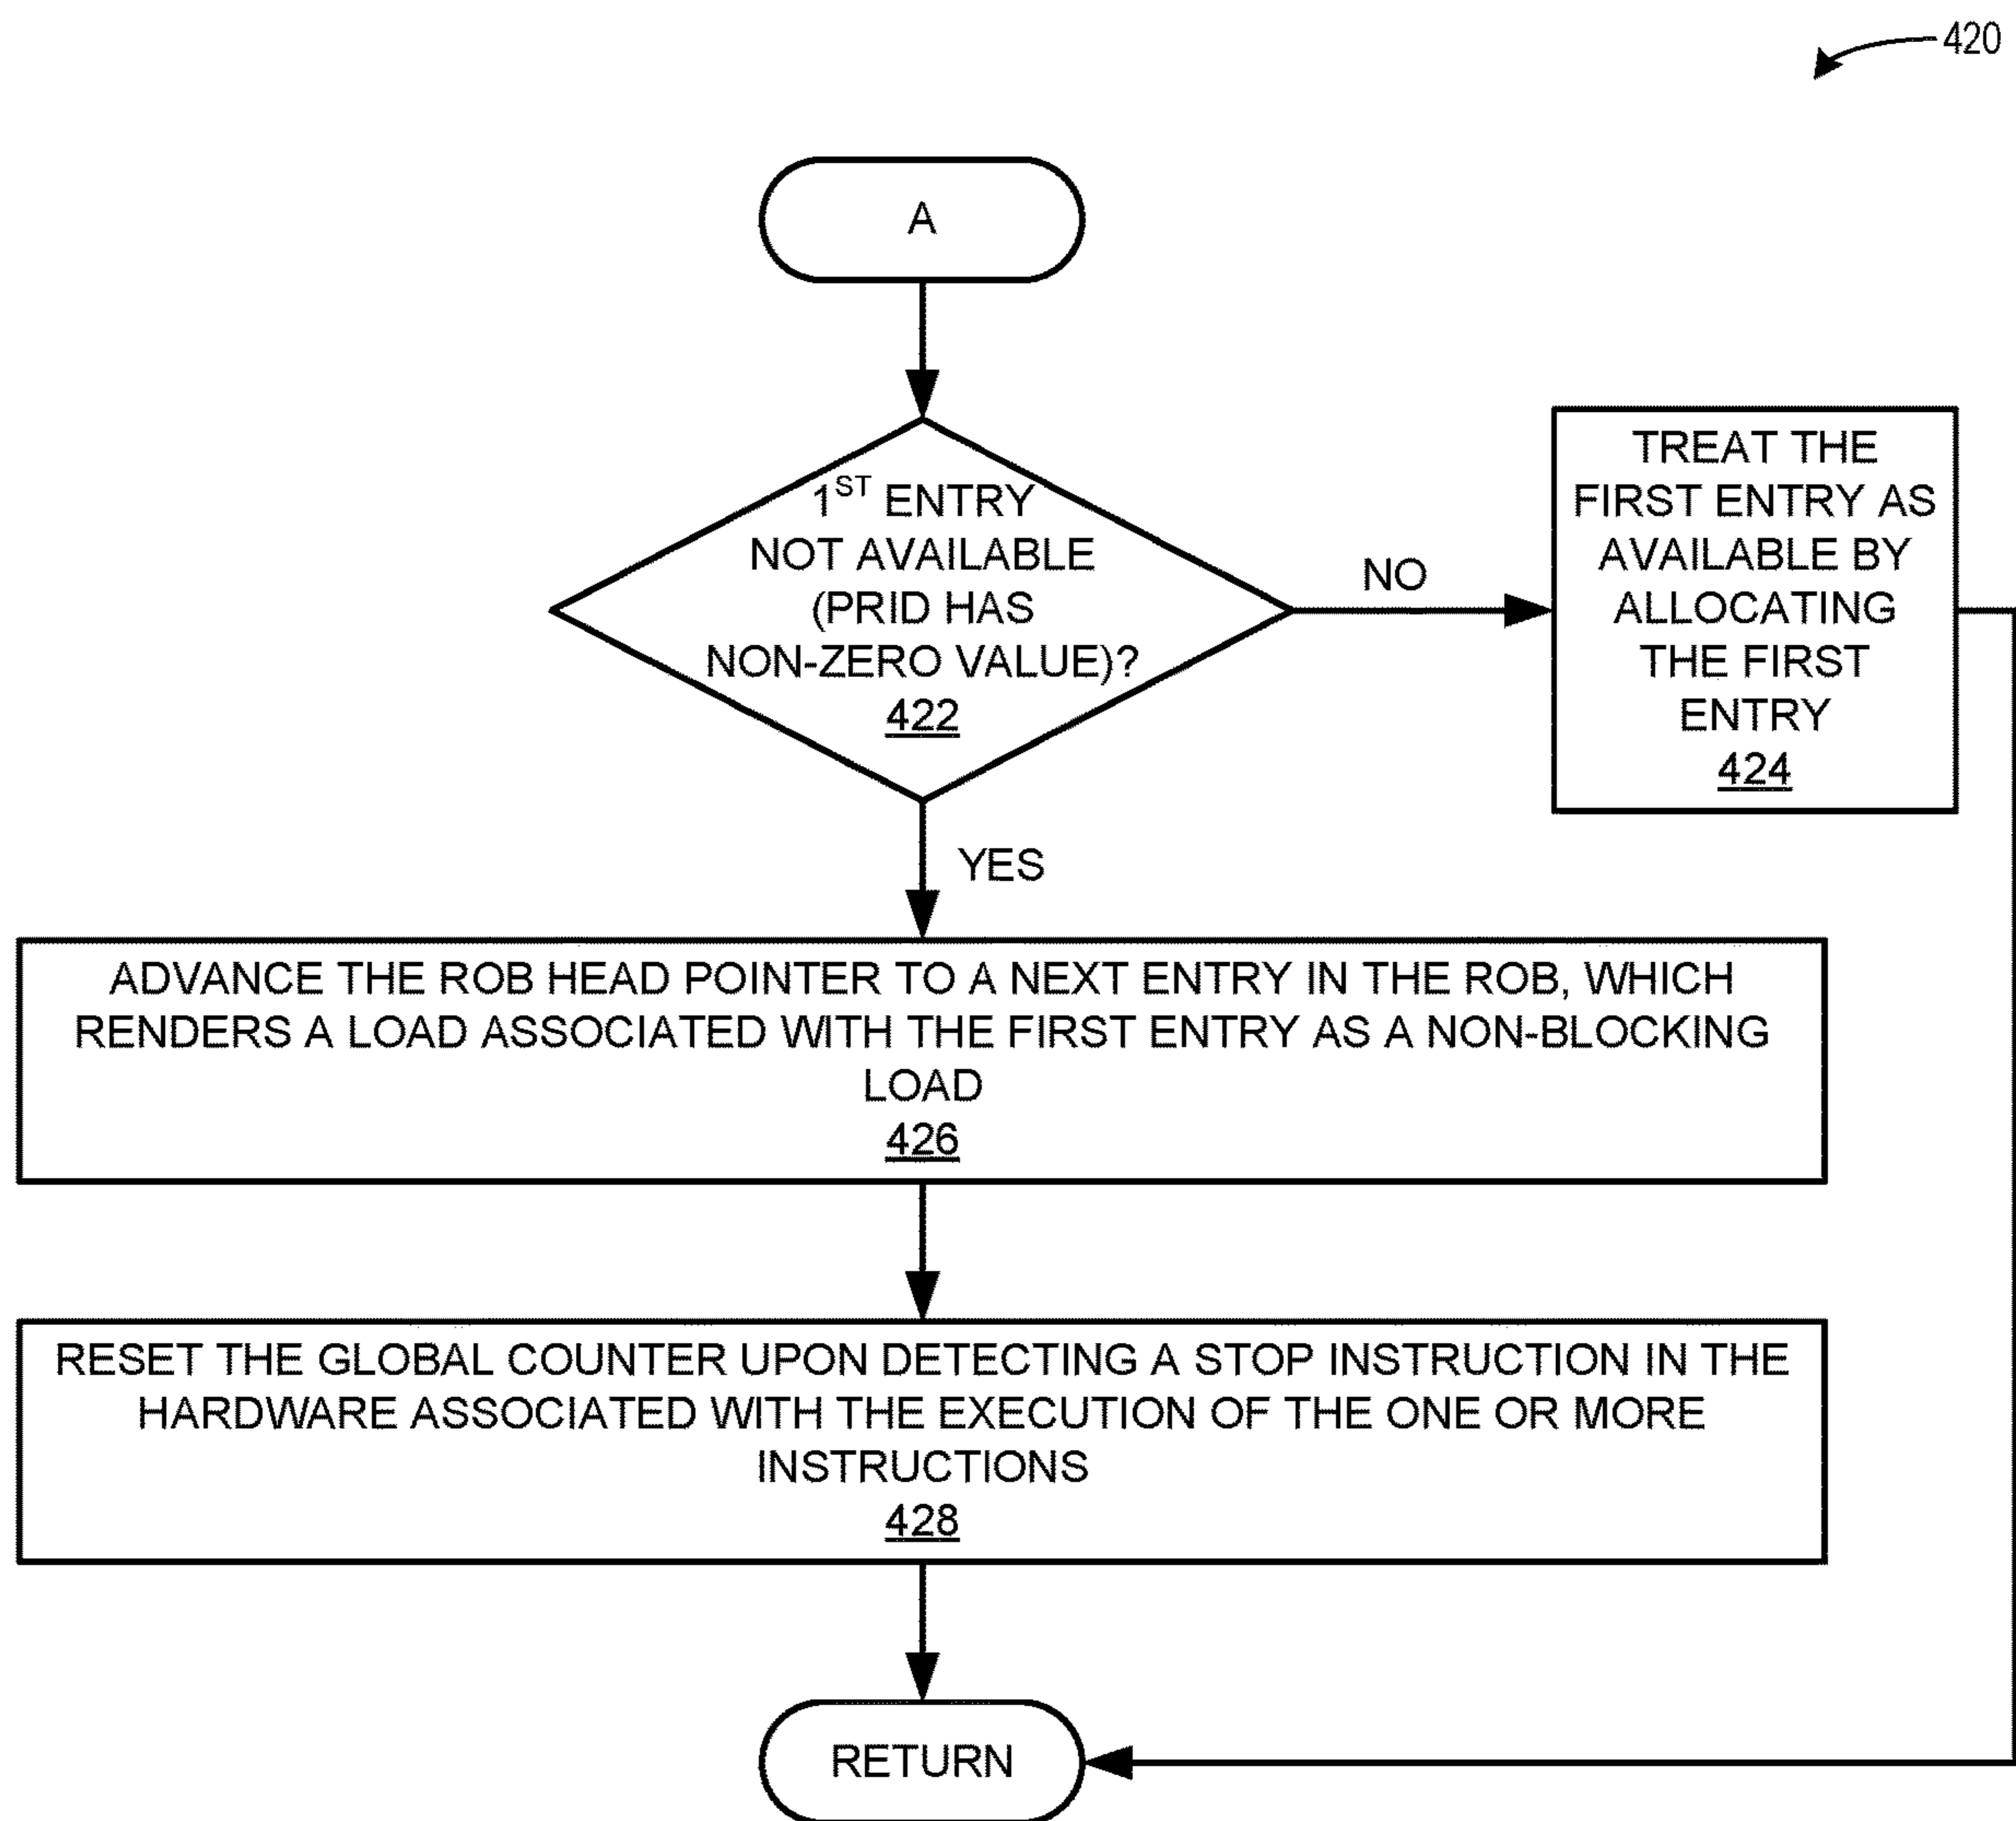 420
A
1ST ENTRY
NOT AVAILABLE
(PRID HAS
NON-ZERO VALUE)?
422
NO
TREAT THE
FIRST ENTRY AS
AVAILABLE BY
ALLOCATING
THE FIRST
ENTRY
424
YES
ADVANCE THE ROB HEAD POINTER TO A NEXT ENTRY IN THE ROB, WHICH
RENDERS A LOAD ASSOCIATED WITH THE FIRST ENTRY AS A NON-BLOCKING
LOAD
426
RESET THE GLOBAL COUNTER UPON DETECTING A STOP INSTRUCTION IN THE
HARDWARE ASSOCIATED WITH THE EXECUTION OF THE ONE OR MORE
INSTRUCTIONS
428
RETURN